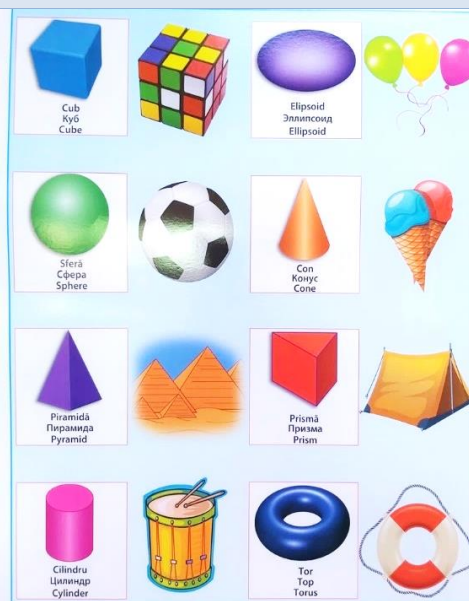 Cub
Куб
Cube
Elipsoid
Эллипсоид
Ellipsoid
Sferă
Сфера
Sphere
Con
Конус
Cone
Piramidă
Пирамида
Pyramid
Prismă
Призма
Prism
Cilindru
Цилиндр
Cylinder
Tor
Тор
Torus